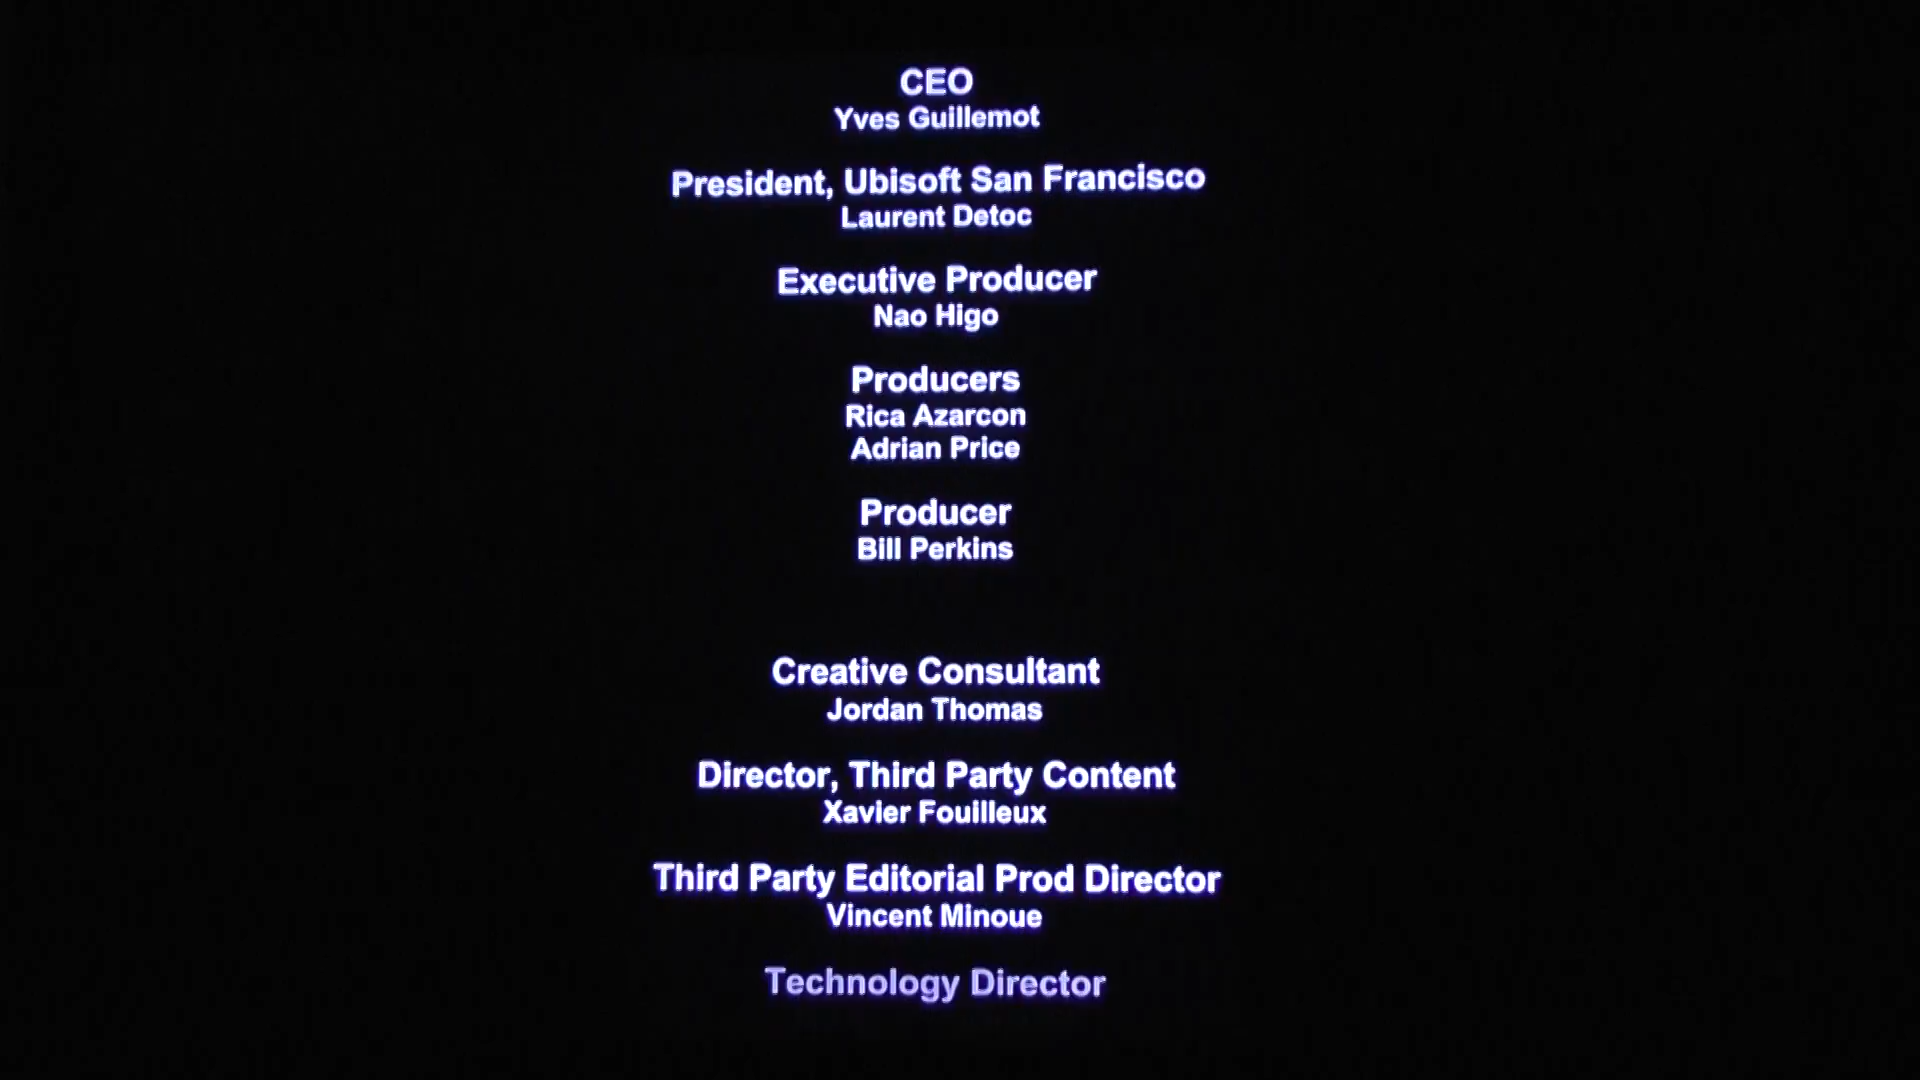 CEO
Yves Guillemot
President, Ubisoft San Francisco
Laurent Detoc
Executive Producer
Nao Higo
Producers
Rica Azarcon
Adrian Price
Producer
Bill Perkins
Creative Consultant
Jordan Thomas
Director, Third Party Content
Xavier Fouilleux
Third Party Editorial Prod Director
Vincent Minoue
Technology Director